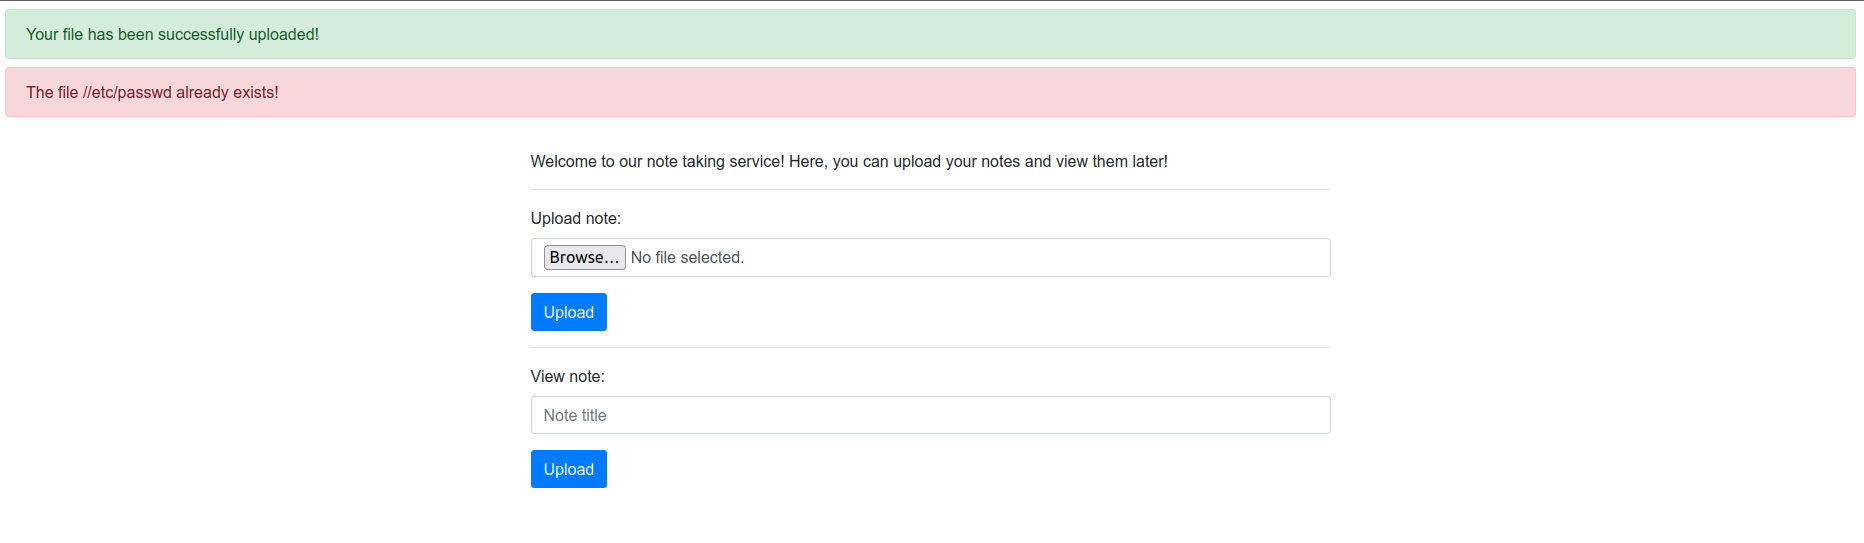 Your file has been successfully uploaded!
The file //etc/passwd already exists!
Welcome to our note taking service! Here, you can upload your notes and view them later!
Upload note:
Browse... No file selected.
Upload
View note:
Note title
Upload